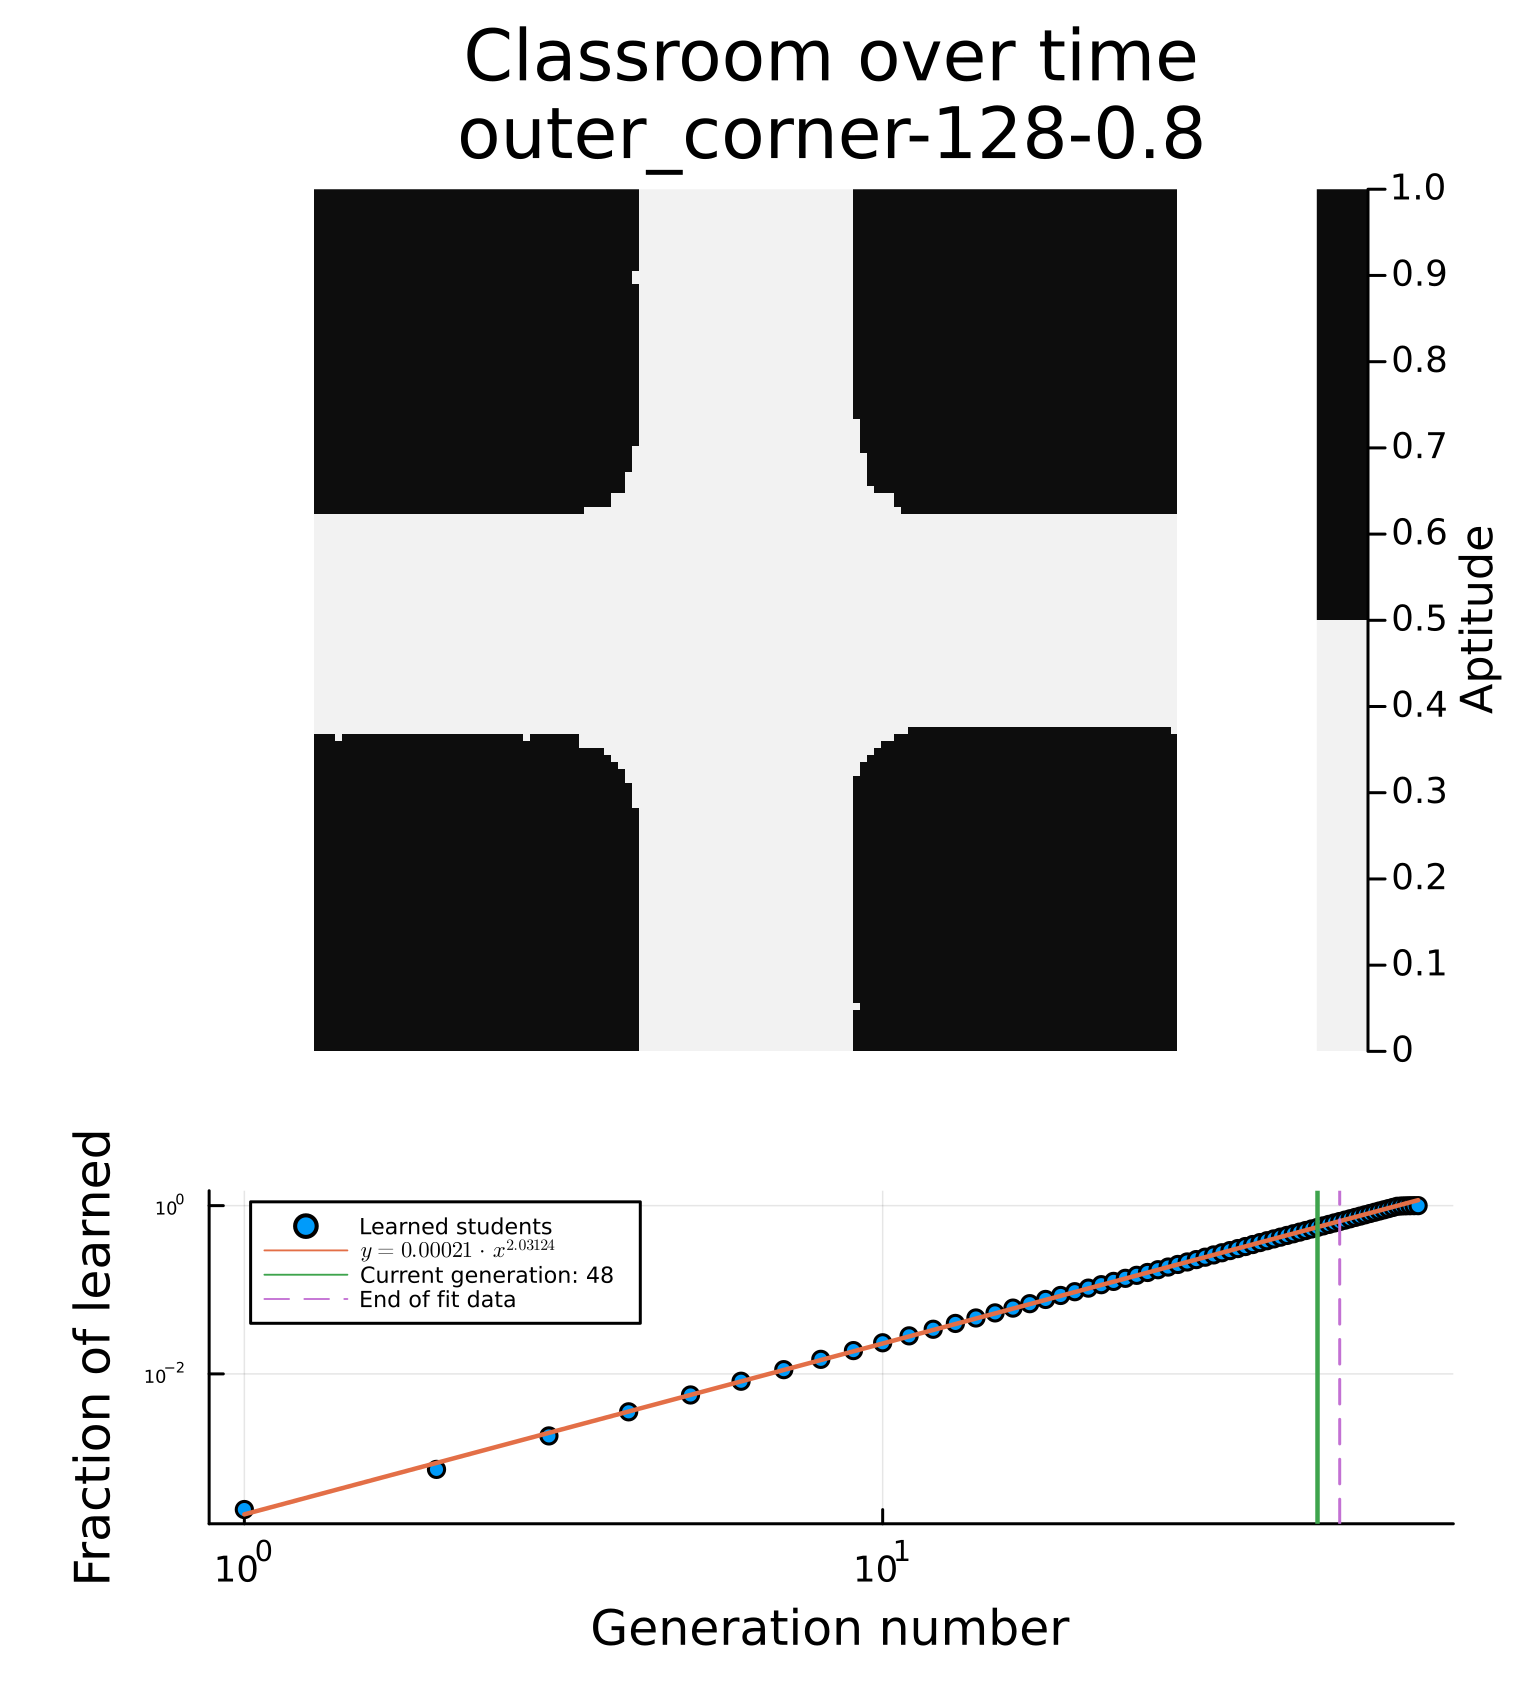 Classroom over time
outer_corner-128-0.8
1.0
0.9
0.8
0.7
0.6
0.5
0.4
0.3
0.2
0.1
0
Aptitude
Fraction of learned
10^0
10^{-2}
Learned students
y = 0.00021 · x^{2.03124}
Current generation: 48
End of fit data
10^0
10^1
Generation number